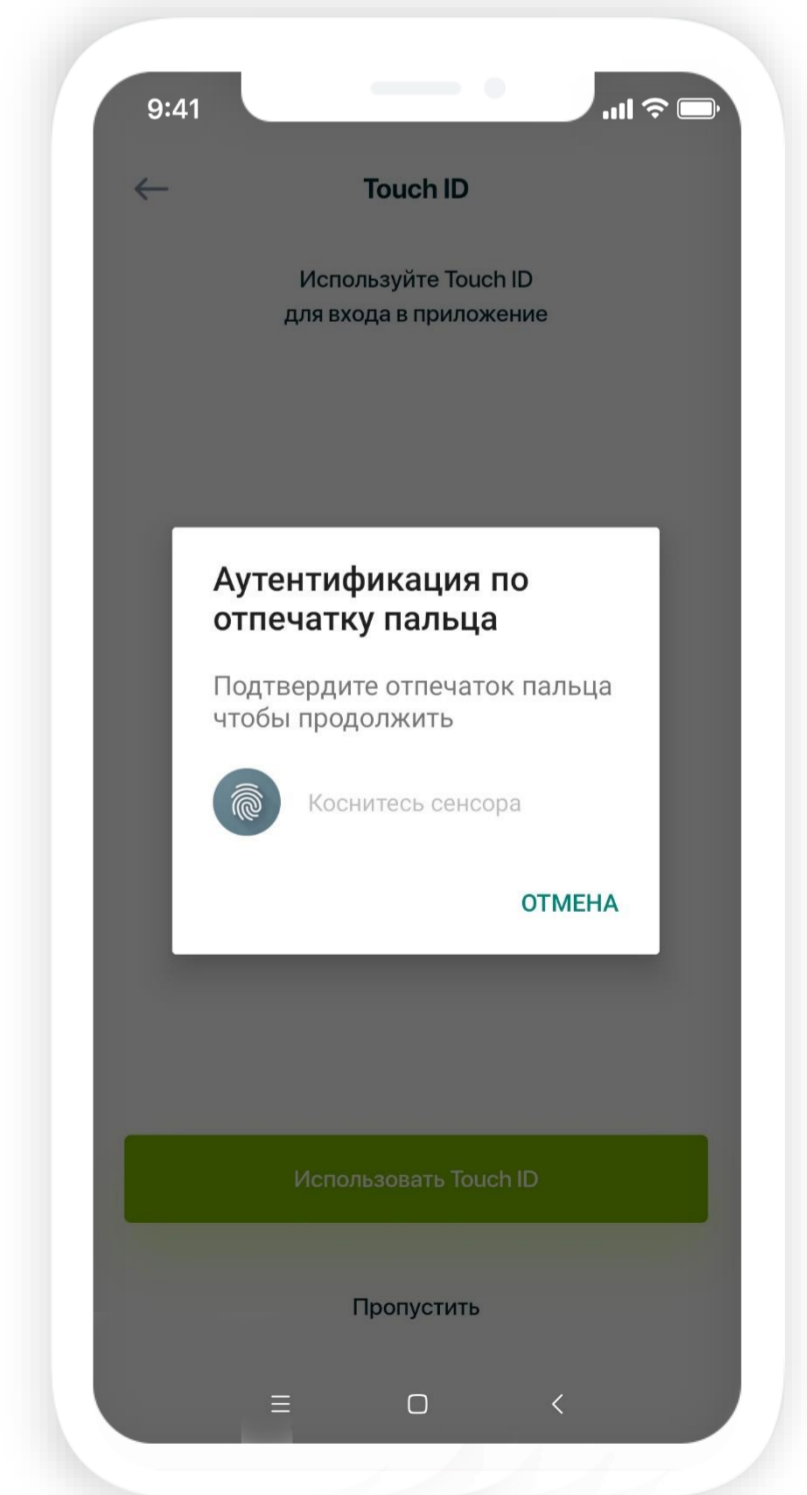 9:41
Touch ID
Используйте Touch ID
для входа в приложение
Аутентификация по
отпечатку пальца
Подтвердите отпечаток пальца
чтобы продолжить
Коснитесь сенсора
ОТМЕНА
Использовать Touch ID
Пропустить